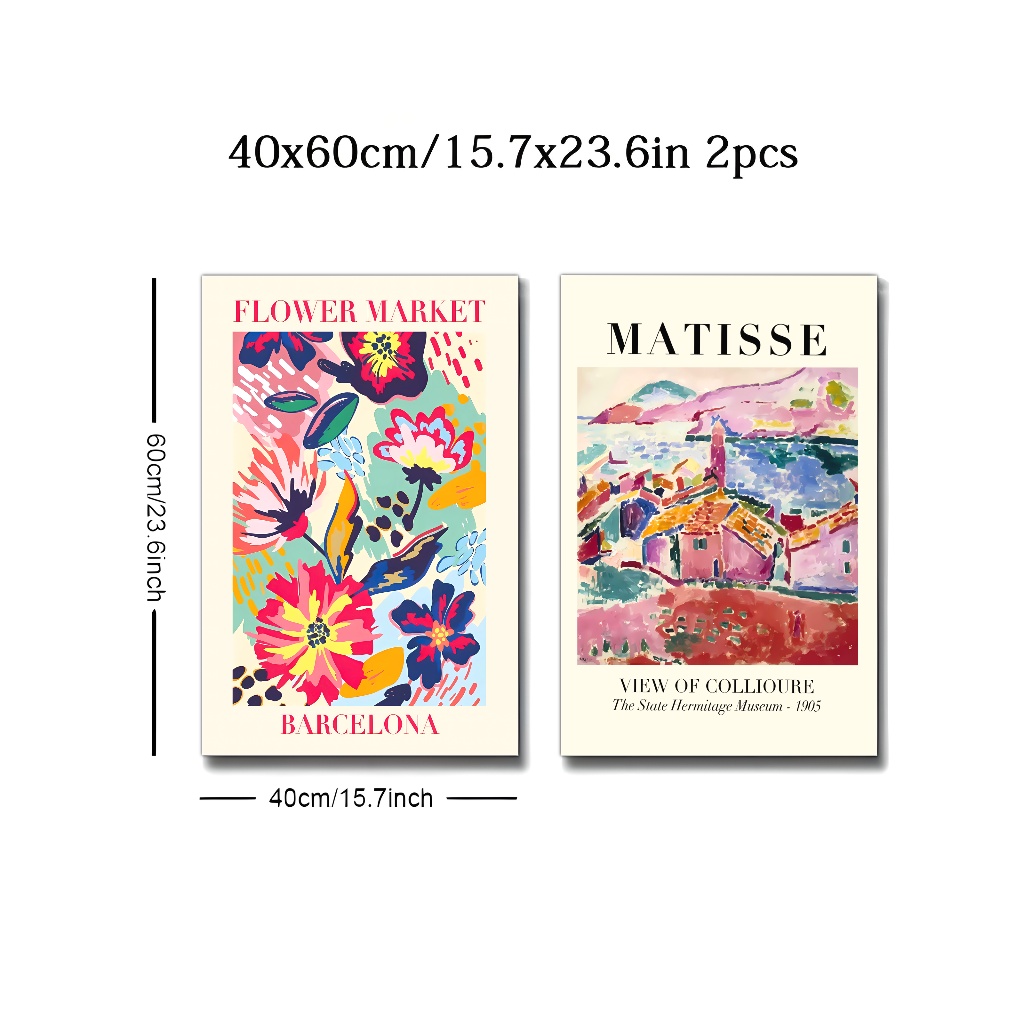 40x60cm/15.7x23.6in 2pcs
FLOWER MARKET
BARCELONA
MATISSE
VIEW OF COLLIOURE
The State Hermitage Museum - 1905
60cm/23.6inch
40cm/15.7inch